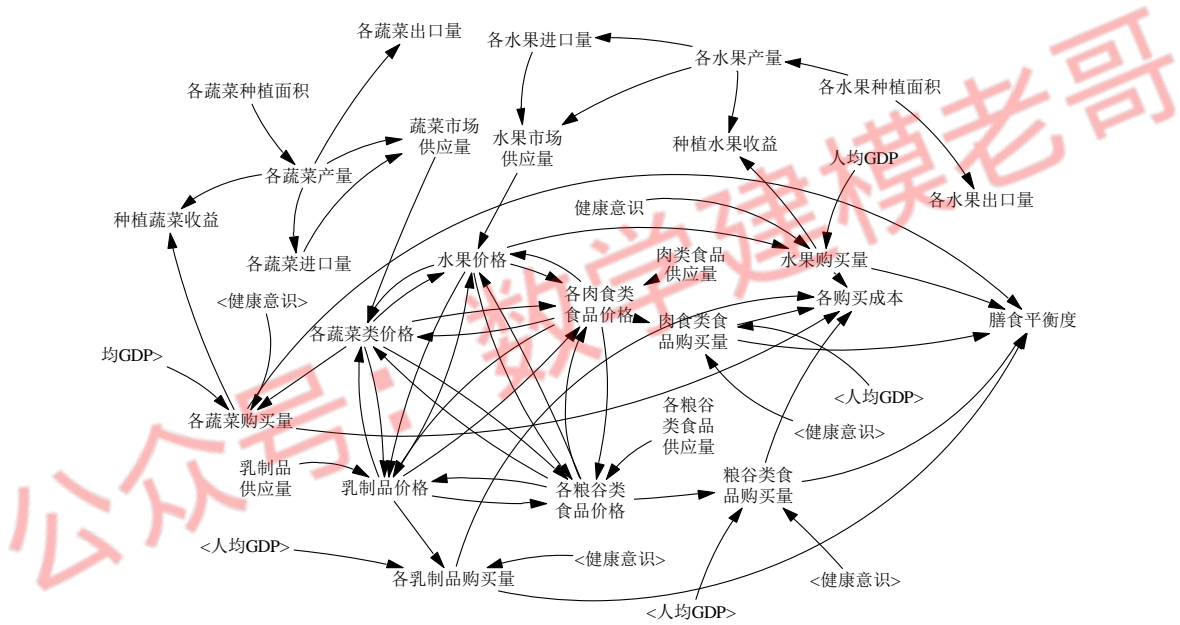 各蔬菜出口量
各水果进口量
各水果产量
各蔬菜种植面积
各水果种植面积
蔬菜市场
供应量
水果市场
供应量
种植水果收益
人均GDP
各蔬菜产量
各水果出口量
种植蔬菜收益
健康意识
各蔬菜进口量
水果价格
肉类食品
供应量
水果购买量
<健康意识>
各肉食类
食品价格
各购买成本
各蔬菜类价格
肉食类食
品购买量
膳食平衡度
均GDP>
<人均GDP>
各蔬菜购买量
各粮谷
类食品
供应量
<健康意识>
乳制品
供应量
乳制品价格
各粮谷类
食品价格
粮谷类食
品购买量
<人均GDP>
<健康意识>
各乳制品购买量
<健康意识>
<人均GDP>
公众号：数学建模老哥